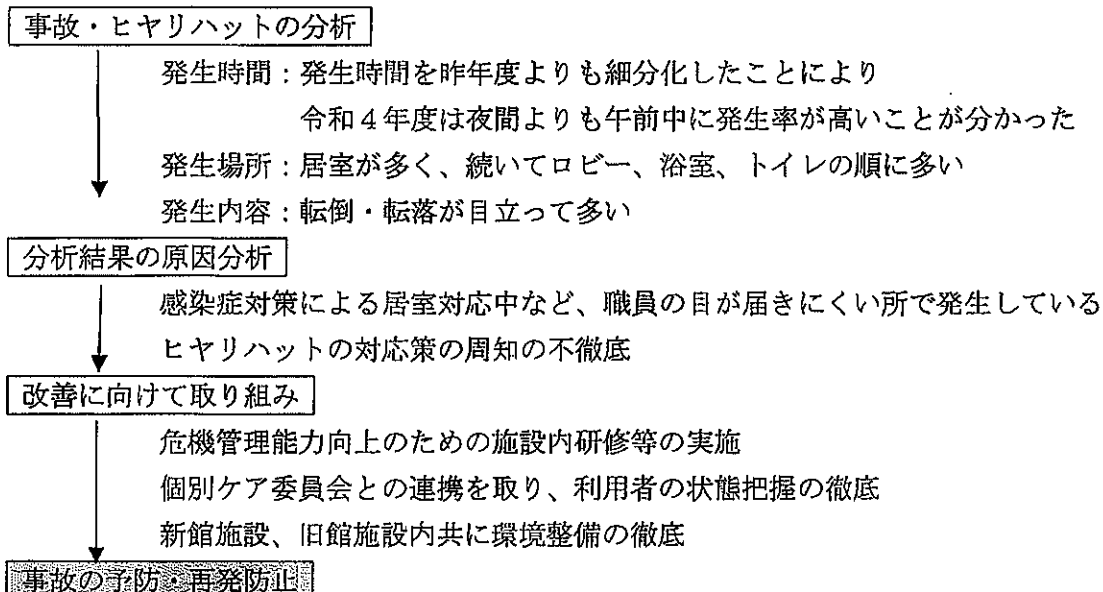 事故・ヒヤリハットの分析
発生時間：発生時間を昨年度よりも細分化したことにより
令和４年度は夜間よりも午前中に発生率が高いことが分かった
発生場所：居室が多く、続いてロビー、浴室、トイレの順に多い
発生内容：転倒・転落が目立って多い
分析結果の原因分析
感染症対策による居室対応中など、職員の目が届きにくい所で発生している
ヒヤリハットの対応策の周知の不徹底
改善に向けて取り組み
危機管理能力向上のための施設内研修等の実施
個別ケア委員会との連携を取り、利用者の状態把握の徹底
新館施設、旧館施設内共に環境整備の徹底
事故の予防・再発防止